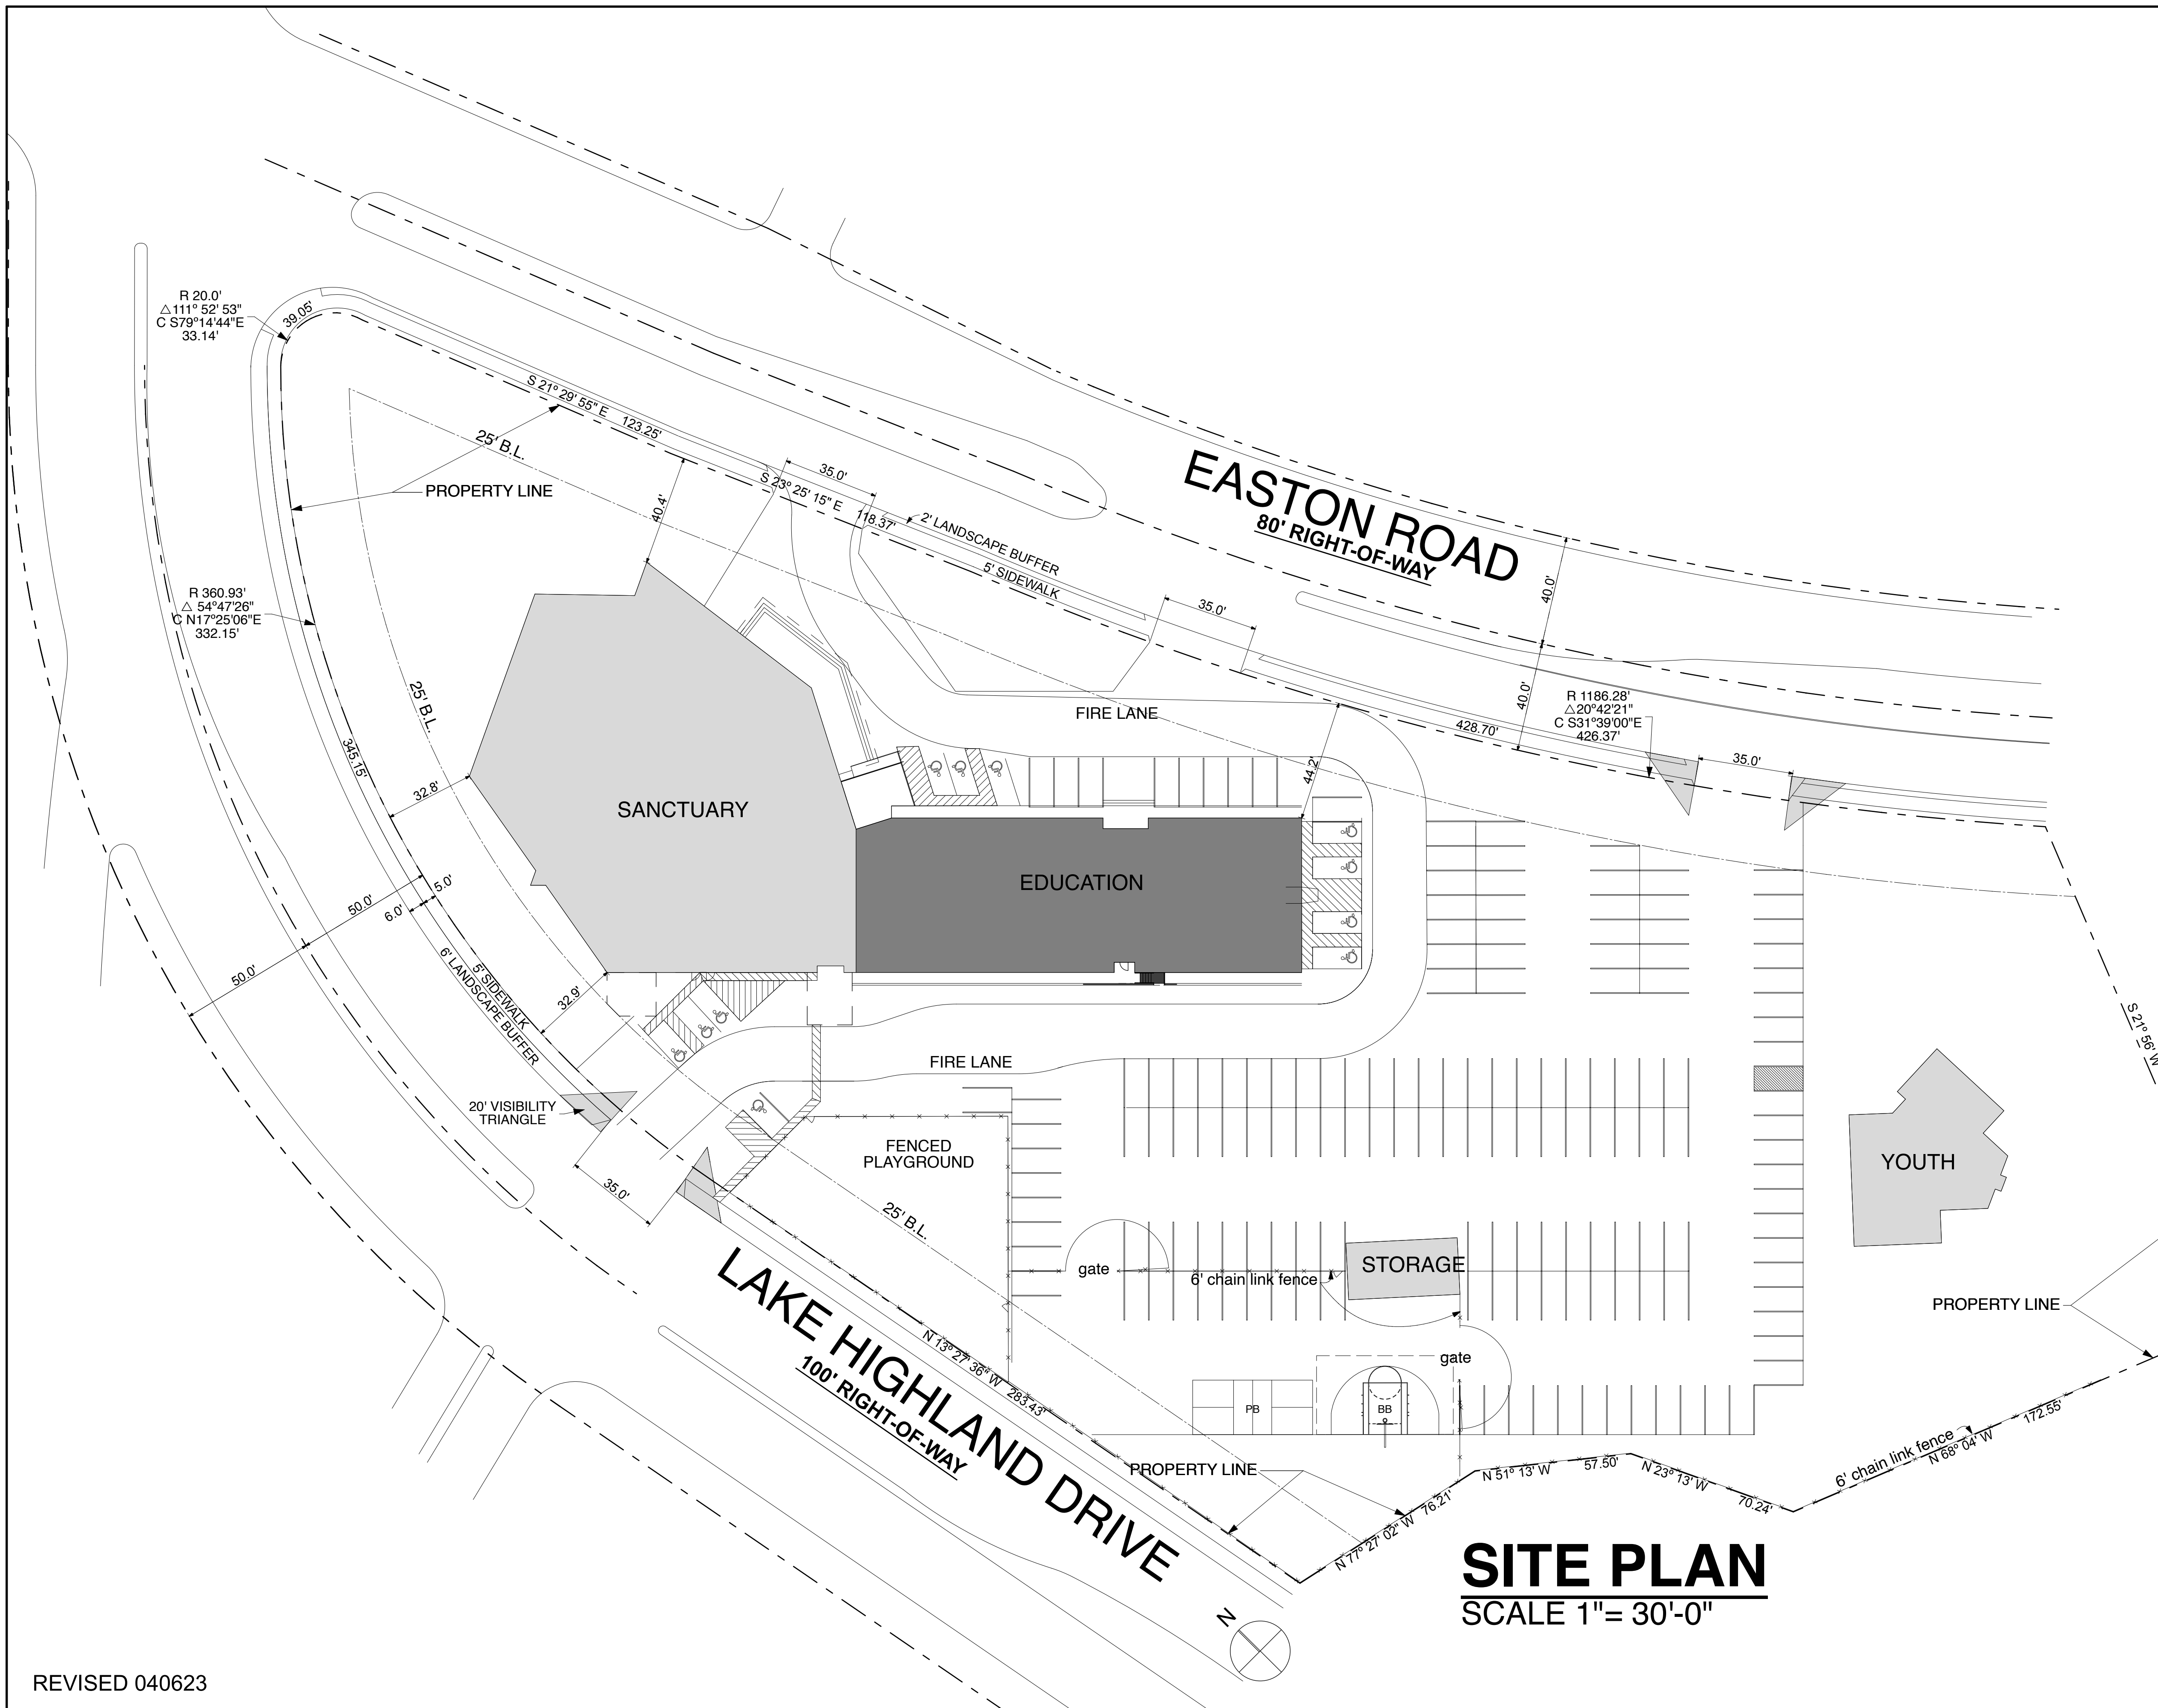 R 20.0'
△111° 52' 53"
C S79°14'44"E
33.14'
39.05'
S 21° 29' 55" E 123.25'
25' B.L.
PROPERTY LINE
40.4'
35.0'
S 23° 25' 15" E 118.37'
2' LANDSCAPE BUFFER
5' SIDEWALK
EASTON ROAD
80' RIGHT-OF-WAY
40.0'
35.0'
40.0'
R 360.93'
△ 54°47'26"
C N17°25'06"E
332.15'
25' B.L.
345.15'
32.8'
FIRE LANE
428.70'
R 1186.28'
△20°42'21"
C S31°39'00"E
426.37'
35.0'
44.2'
SANCTUARY
EDUCATION
50.0'
5.0'
6.0'
50.0'
5' SIDEWALK
6' LANDSCAPE BUFFER
32.9'
S 21° 56' W
FIRE LANE
20' VISIBILITY
TRIANGLE
FENCED
PLAYGROUND
35.0'
25' B.L.
YOUTH
gate
6' chain link fence
STORAGE
PROPERTY LINE
LAKE HIGHLAND DRIVE
100' RIGHT-OF-WAY
N 13° 27' 36" W 283.43'
gate
PB
BB
PROPERTY LINE
N 77° 27' 02" W 76.21'
N 51° 13' W 57.50'
N 23° 13' W 70.24'
6' chain link fence
N 68° 04' W 172.55'
SITE PLAN
SCALE 1"= 30'-0"
N
REVISED 040623